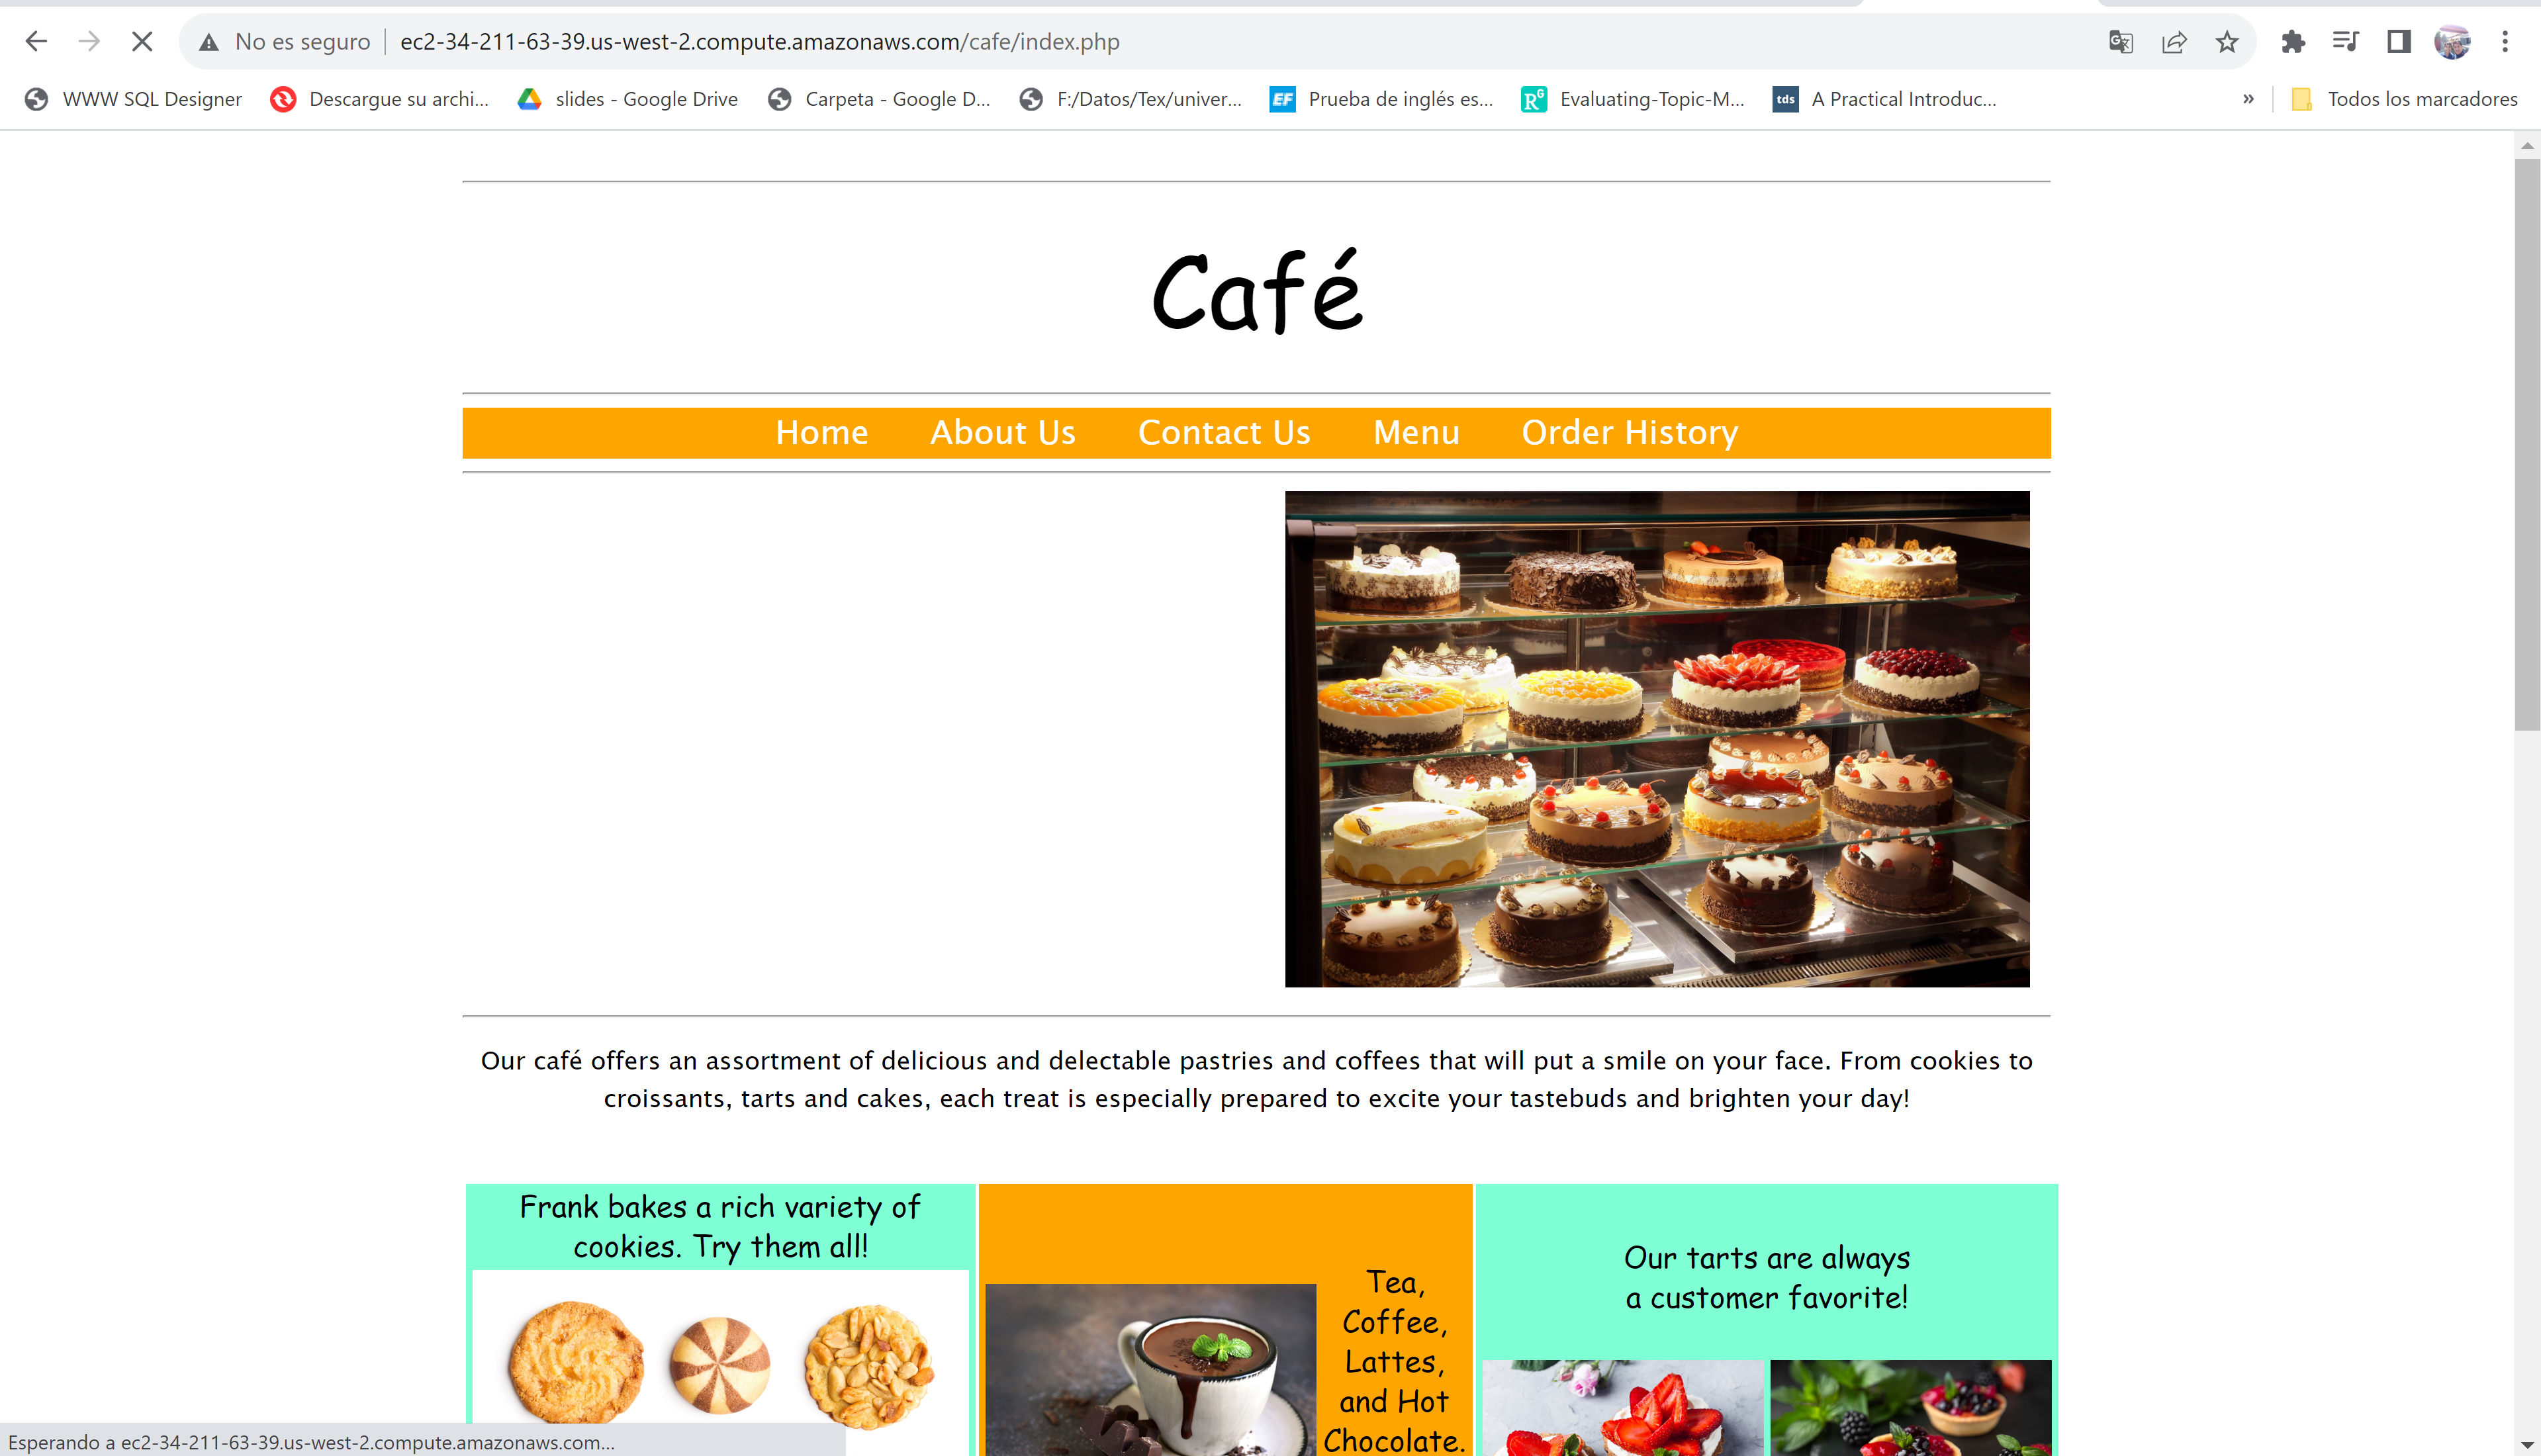 No es seguro ec2-34-211-63-39.us-west-2.compute.amazonaws.com/cafe/index.php
WWW SQL Designer Descargue su archi... slides - Google Drive Carpeta - Google D... F:/Datos/Tex/univer... EF Prueba de inglés es... RG Evaluating-Topic-M... tds A Practical Introduc... » Todos los marcadores
Café
Home About Us Contact Us Menu Order History
Our café offers an assortment of delicious and delectable pastries and coffees that will put a smile on your face. From cookies to
croissants, tarts and cakes, each treat is especially prepared to excite your tastebuds and brighten your day!
Frank bakes a rich variety of
cookies. Try them all!
Tea,
Coffee,
Lattes,
and Hot
Chocolate.
Our tarts are always
a customer favorite!
Esperando a ec2-34-211-63-39.us-west-2.compute.amazonaws.com...